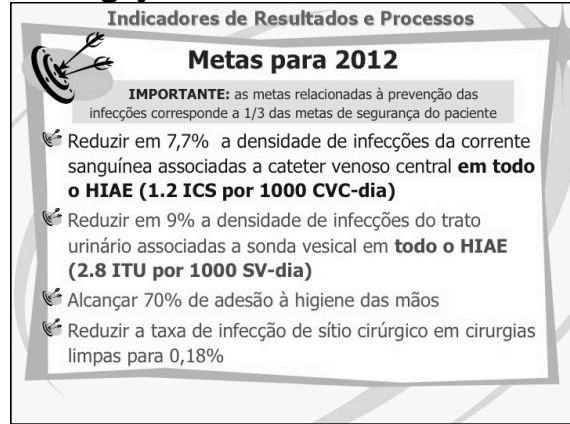 Indicadores de Resultados e Processos
Metas para 2012
IMPORTANTE: as metas relacionadas à prevenção das
infecções corresponde a 1/3 das metas de segurança do paciente
Reduzir em 7,7% a densidade de infecções da corrente
sanguínea associadas a cateter venoso central em todo
o HIAE (1.2 ICS por 1000 CVC-dia)
Reduzir em 9% a densidade de infecções do trato
urinário associadas a sonda vesical em todo o HIAE
(2.8 ITU por 1000 SV-dia)
Alcançar 70% de adesão à higiene das mãos
Reduzir a taxa de infecção de sítio cirúrgico em cirurgias
limpas para 0,18%